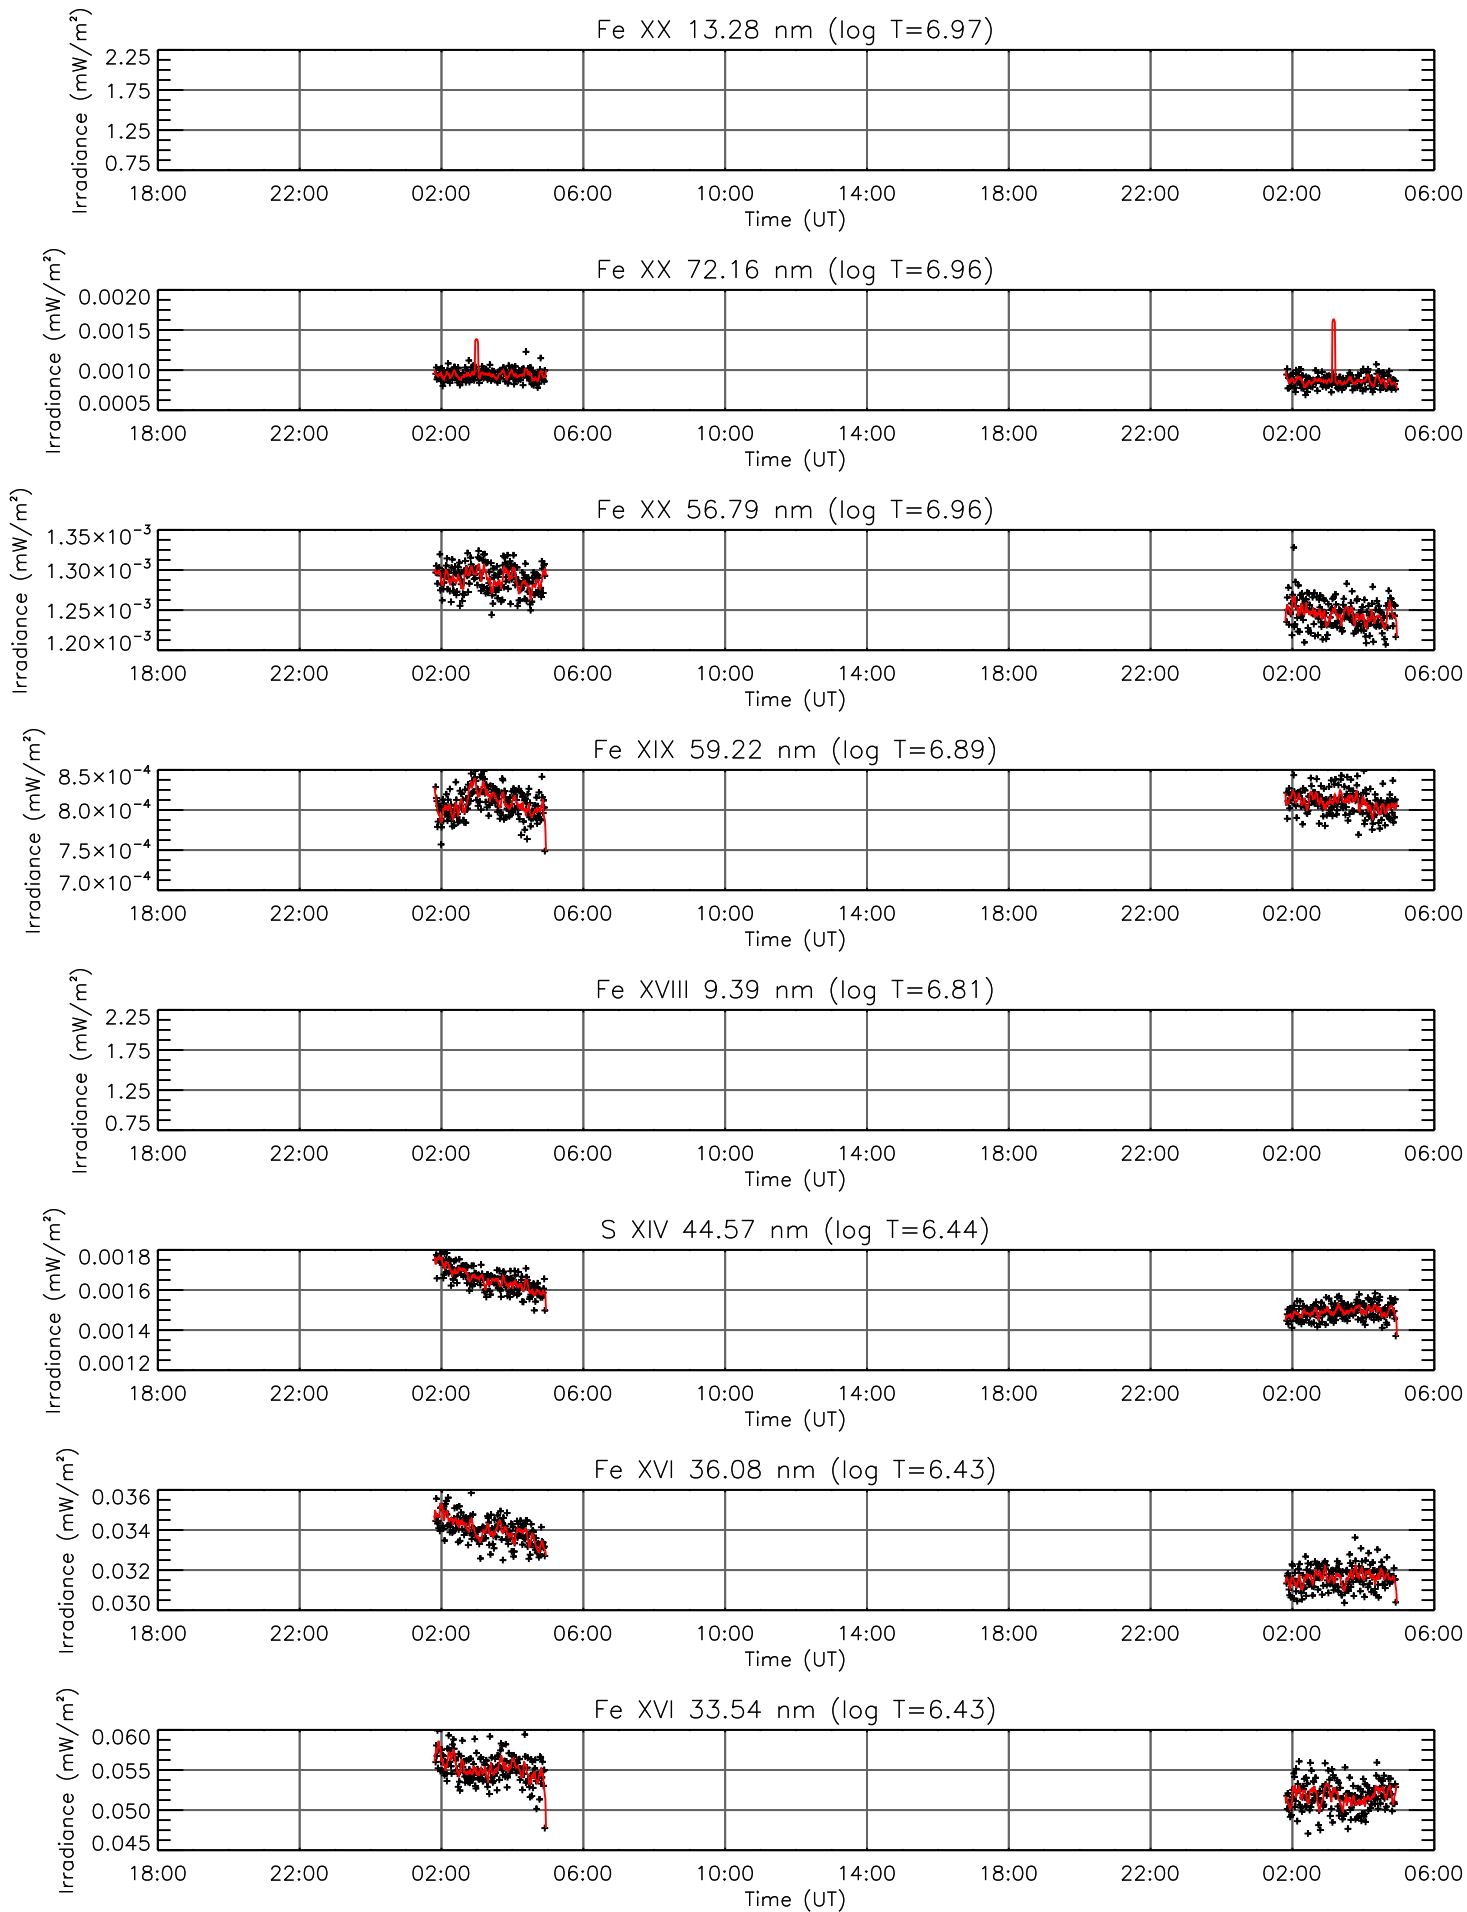 Fe XX 13.28 nm (log T=6.97)
Irradiance (mW/m²)
2.25
1.75
1.25
0.75
18:00 22:00 02:00 06:00 10:00 14:00 18:00 22:00 02:00 06:00
Time (UT)
Fe XX 72.16 nm (log T=6.96)
Irradiance (mW/m²)
0.0020
0.0015
0.0010
0.0005
18:00 22:00 02:00 06:00 10:00 14:00 18:00 22:00 02:00 06:00
Time (UT)
Fe XX 56.79 nm (log T=6.96)
Irradiance (mW/m²)
1.35×10⁻³
1.30×10⁻³
1.25×10⁻³
1.20×10⁻³
18:00 22:00 02:00 06:00 10:00 14:00 18:00 22:00 02:00 06:00
Time (UT)
Fe XIX 59.22 nm (log T=6.89)
Irradiance (mW/m²)
8.5×10⁻⁴
8.0×10⁻⁴
7.5×10⁻⁴
7.0×10⁻⁴
18:00 22:00 02:00 06:00 10:00 14:00 18:00 22:00 02:00 06:00
Time (UT)
Fe XVIII 9.39 nm (log T=6.81)
Irradiance (mW/m²)
2.25
1.75
1.25
0.75
18:00 22:00 02:00 06:00 10:00 14:00 18:00 22:00 02:00 06:00
Time (UT)
S XIV 44.57 nm (log T=6.44)
Irradiance (mW/m²)
0.0018
0.0016
0.0014
0.0012
18:00 22:00 02:00 06:00 10:00 14:00 18:00 22:00 02:00 06:00
Time (UT)
Fe XVI 36.08 nm (log T=6.43)
Irradiance (mW/m²)
0.036
0.034
0.032
0.030
18:00 22:00 02:00 06:00 10:00 14:00 18:00 22:00 02:00 06:00
Time (UT)
Fe XVI 33.54 nm (log T=6.43)
Irradiance (mW/m²)
0.060
0.055
0.050
0.045
18:00 22:00 02:00 06:00 10:00 14:00 18:00 22:00 02:00 06:00
Time (UT)